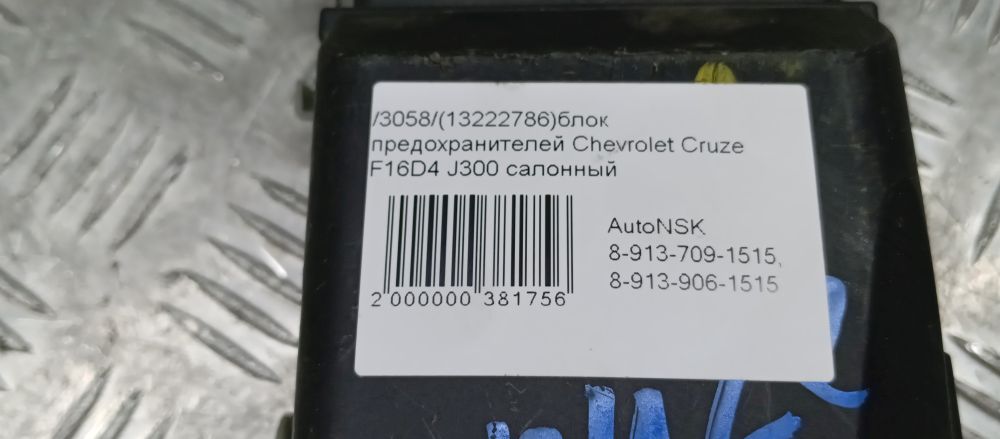 /3058/(13222786)блок
предохранителей Chevrolet Cruze
F16D4 J300 салонный
AutoNSK
8-913-709-1515,
8-913-906-1515
2 000000 381756